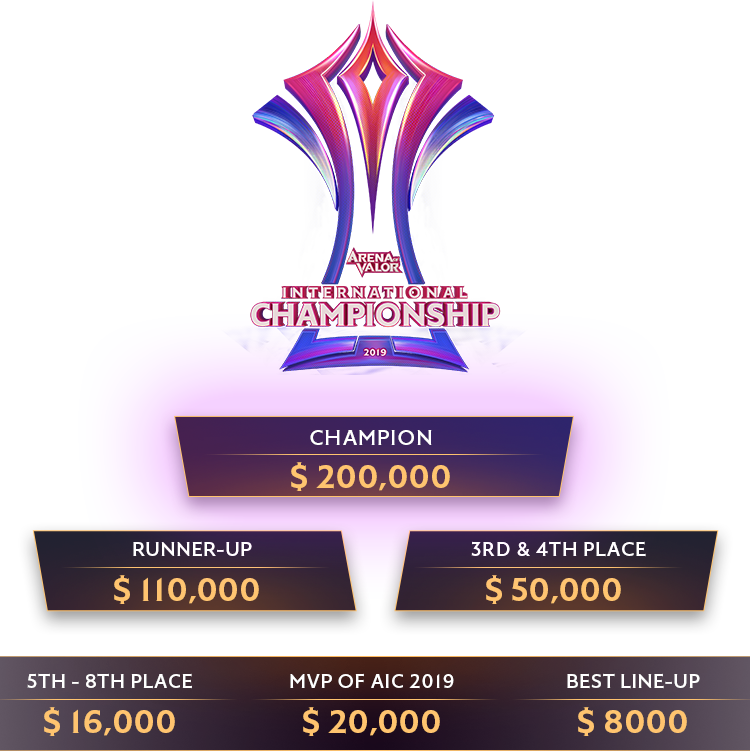 ARENA OF
VALOR
INTERNATIONAL
CHAMPIONSHIP
2019
CHAMPION
$ 200,000
RUNNER-UP
$ 110,000
3RD & 4TH PLACE
$ 50,000
5TH - 8TH PLACE
$ 16,000
MVP OF AIC 2019
$ 20,000
BEST LINE-UP
$ 8000